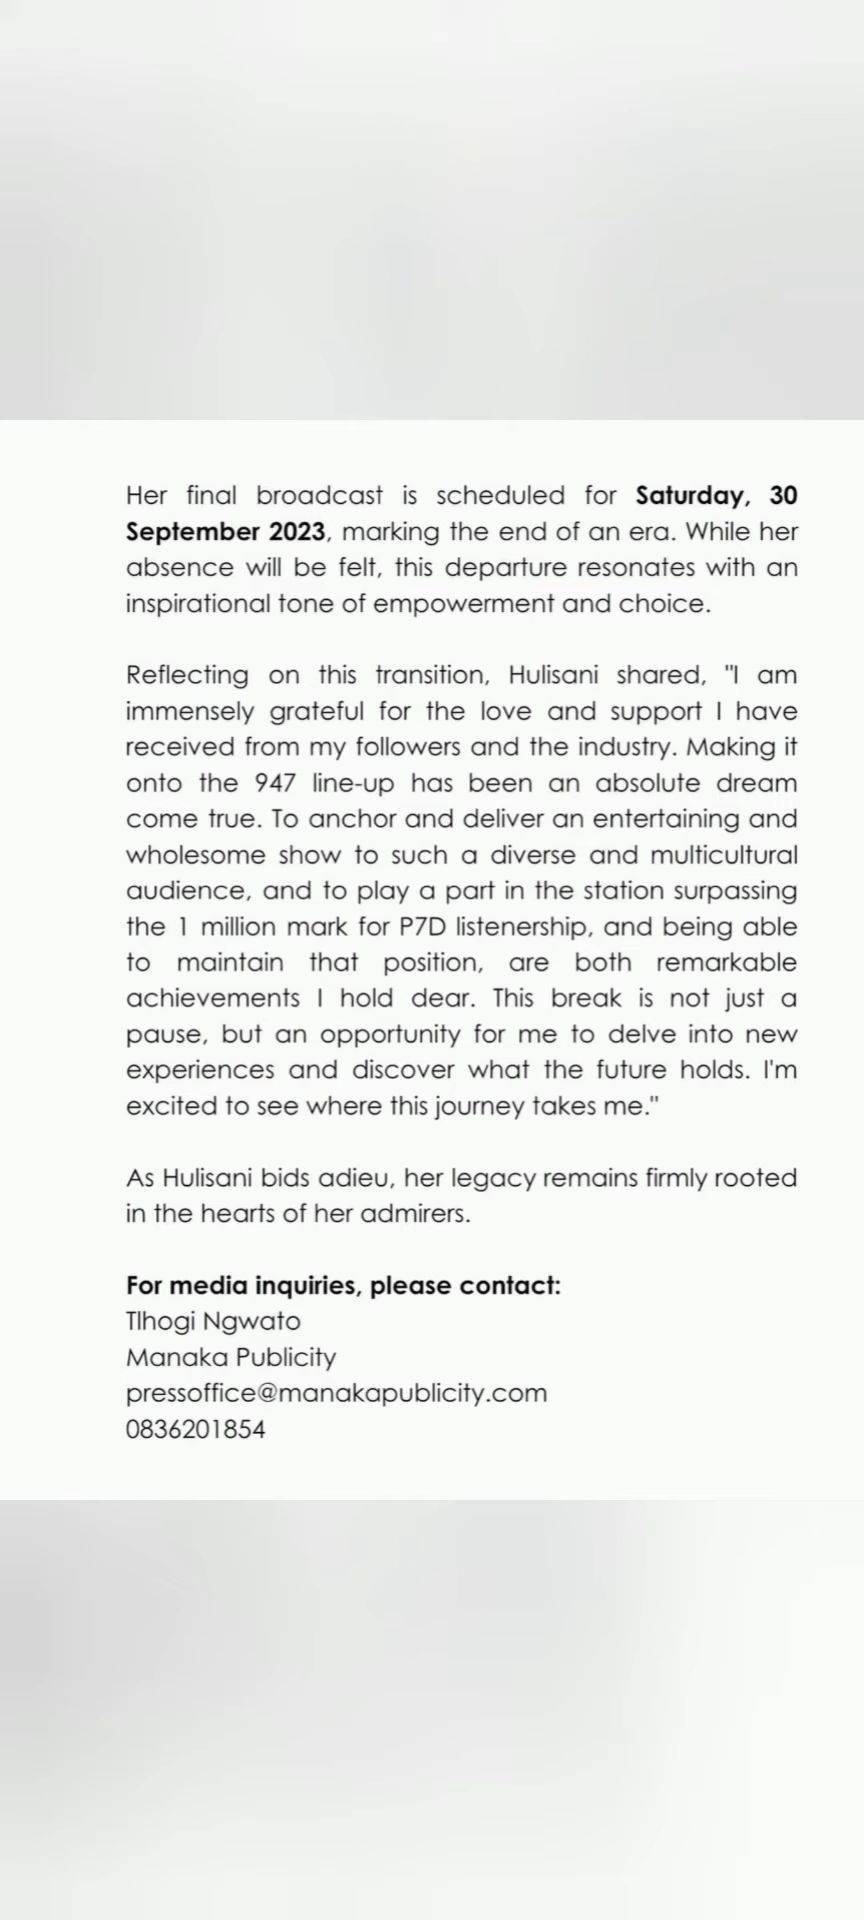 Her final broadcast is scheduled for Saturday, 30
September 2023, marking the end of an era. While her
absence will be felt, this departure resonates with an
inspirational tone of empowerment and choice.
Reflecting on this transition, Hulisani shared, "I am
immensely grateful for the love and support I have
received from my followers and the industry. Making it
onto the 947 line-up has been an absolute dream
come true. To anchor and deliver an entertaining and
wholesome show to such a diverse and multicultural
audience, and to play a part in the station surpassing
the 1 million mark for P7D listenership, and being able
to maintain that position, are both remarkable
achievements I hold dear. This break is not just a
pause, but an opportunity for me to delve into new
experiences and discover what the future holds. I'm
excited to see where this journey takes me."
As Hulisani bids adieu, her legacy remains firmly rooted
in the hearts of her admirers.
For media inquiries, please contact:
Tlhogi Ngwato
Manaka Publicity
pressoffice@manakapublicity.com
0836201854